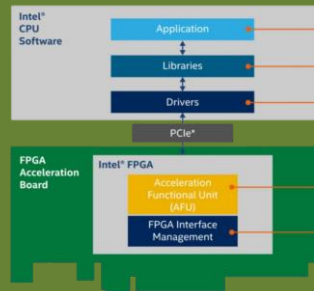 Intel®
CPU
Software
Application
Libraries
Drivers
PCIe*
FPGA
Acceleration
Board
Intel® FPGA
Acceleration
Functional Unit
(AFU)
FPGA Interface
Management